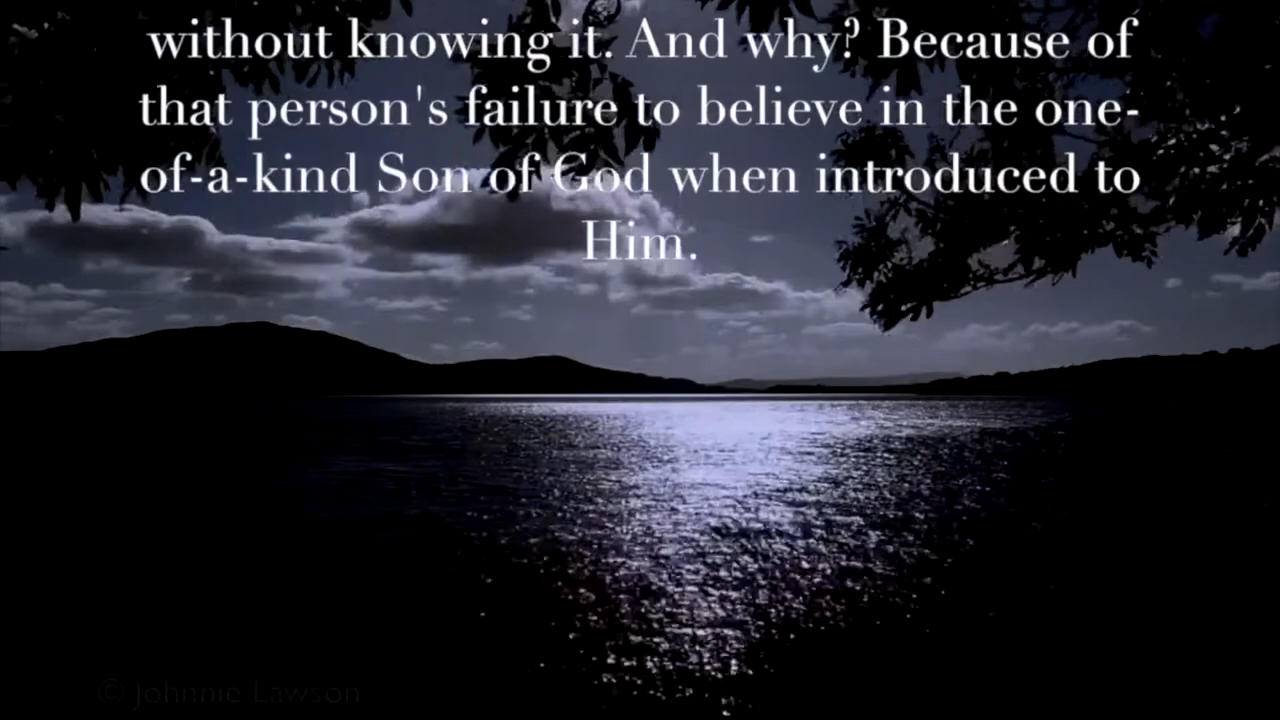 without knowing it. And why? Because of
that person's failure to believe in the one-
of-a-kind Son of God when introduced to
Him.
© Johnnie Lawson